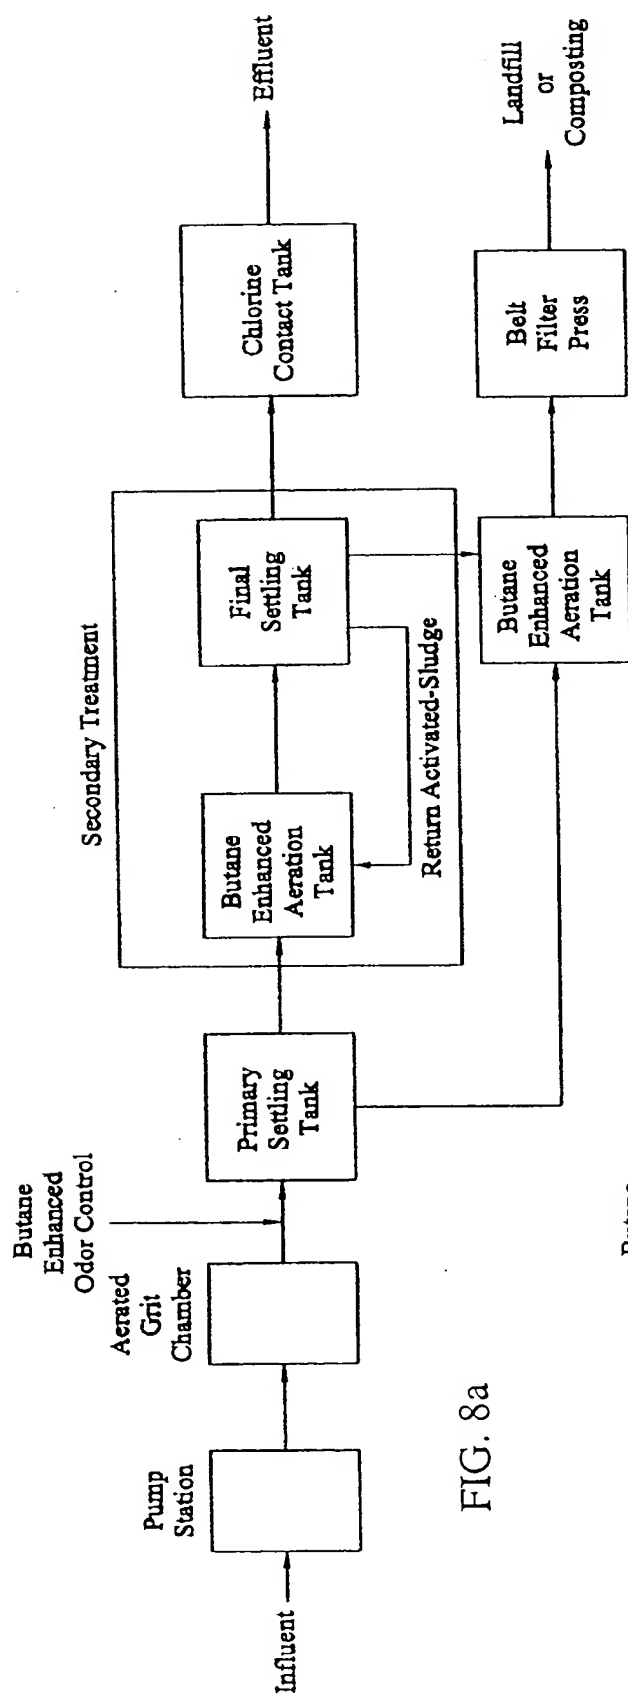 Influent
Pump
Station
Aerated
Grit
Chamber
Butane
Enhanced
Odor Control
Primary
Settling
Tank
Secondary Treatment
Butane
Enhanced
Aeration
Tank
Final
Settling
Tank
Return Activated-Sludge
Chlorine
Contact Tank
Effluent
Butane
Enhanced
Aeration
Tank
Belt
Filter
Press
Landfill
or
Composting
FIG. 8a